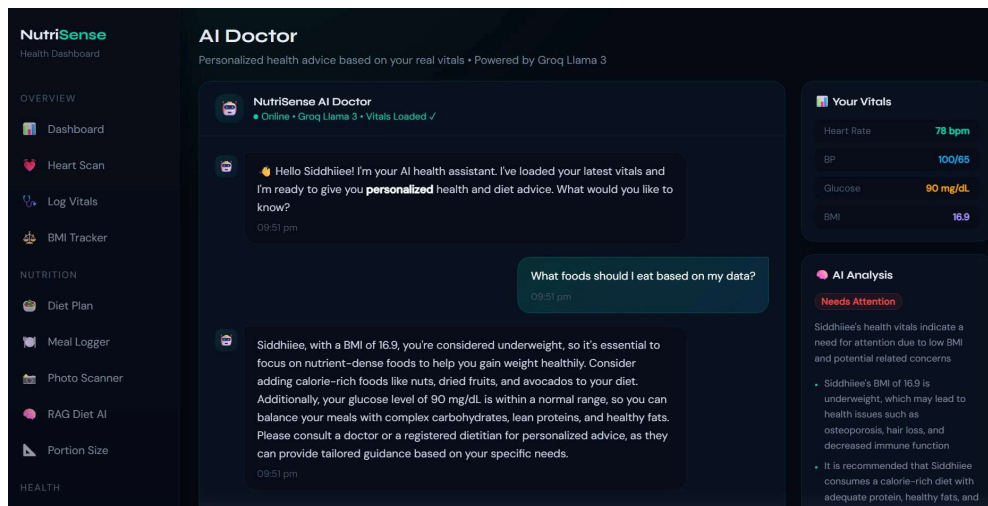 NutriSense
Health Dashboard
OVERVIEW
Dashboard
Heart Scan
Log Vitals
BMI Tracker
NUTRITION
Diet Plan
Meal Logger
Photo Scanner
RAG Diet AI
Portion Size
HEALTH
AI Doctor
Personalized health advice based on your real vitals • Powered by Groq Llama 3
NutriSense AI Doctor
● Online • Groq Llama 3 • Vitals Loaded ✓
👋 Hello Siddhiiee! I'm your AI health assistant. I've loaded your latest vitals and
I'm ready to give you personalized health and diet advice. What would you like to
know?
09:51 pm
What foods should I eat based on my data?
09:51 pm
Siddhiiee, with a BMI of 16.9, you're considered underweight, so it's essential to
focus on nutrient-dense foods to help you gain weight healthily. Consider
adding calorie-rich foods like nuts, dried fruits, and avocados to your diet.
Additionally, your glucose level of 90 mg/dL is within a normal range, so you can
balance your meals with complex carbohydrates, lean proteins, and healthy fats.
Please consult a doctor or a registered dietitian for personalized advice, as they
can provide tailored guidance based on your specific needs.
09:51 pm
Your Vitals
Heart Rate 78 bpm
BP 100/65
Glucose 90 mg/dL
BMI 16.9
AI Analysis
Needs Attention
Siddhiiee's health vitals indicate a
need for attention due to low BMI
and potential related concerns
• Siddhiiee's BMI of 16.9 is
underweight, which may lead to
health issues such as
osteoporosis, hair loss, and
decreased immune function
• It is recommended that Siddhiiee
consumes a calorie-rich diet with
adequate protein, healthy fats, and